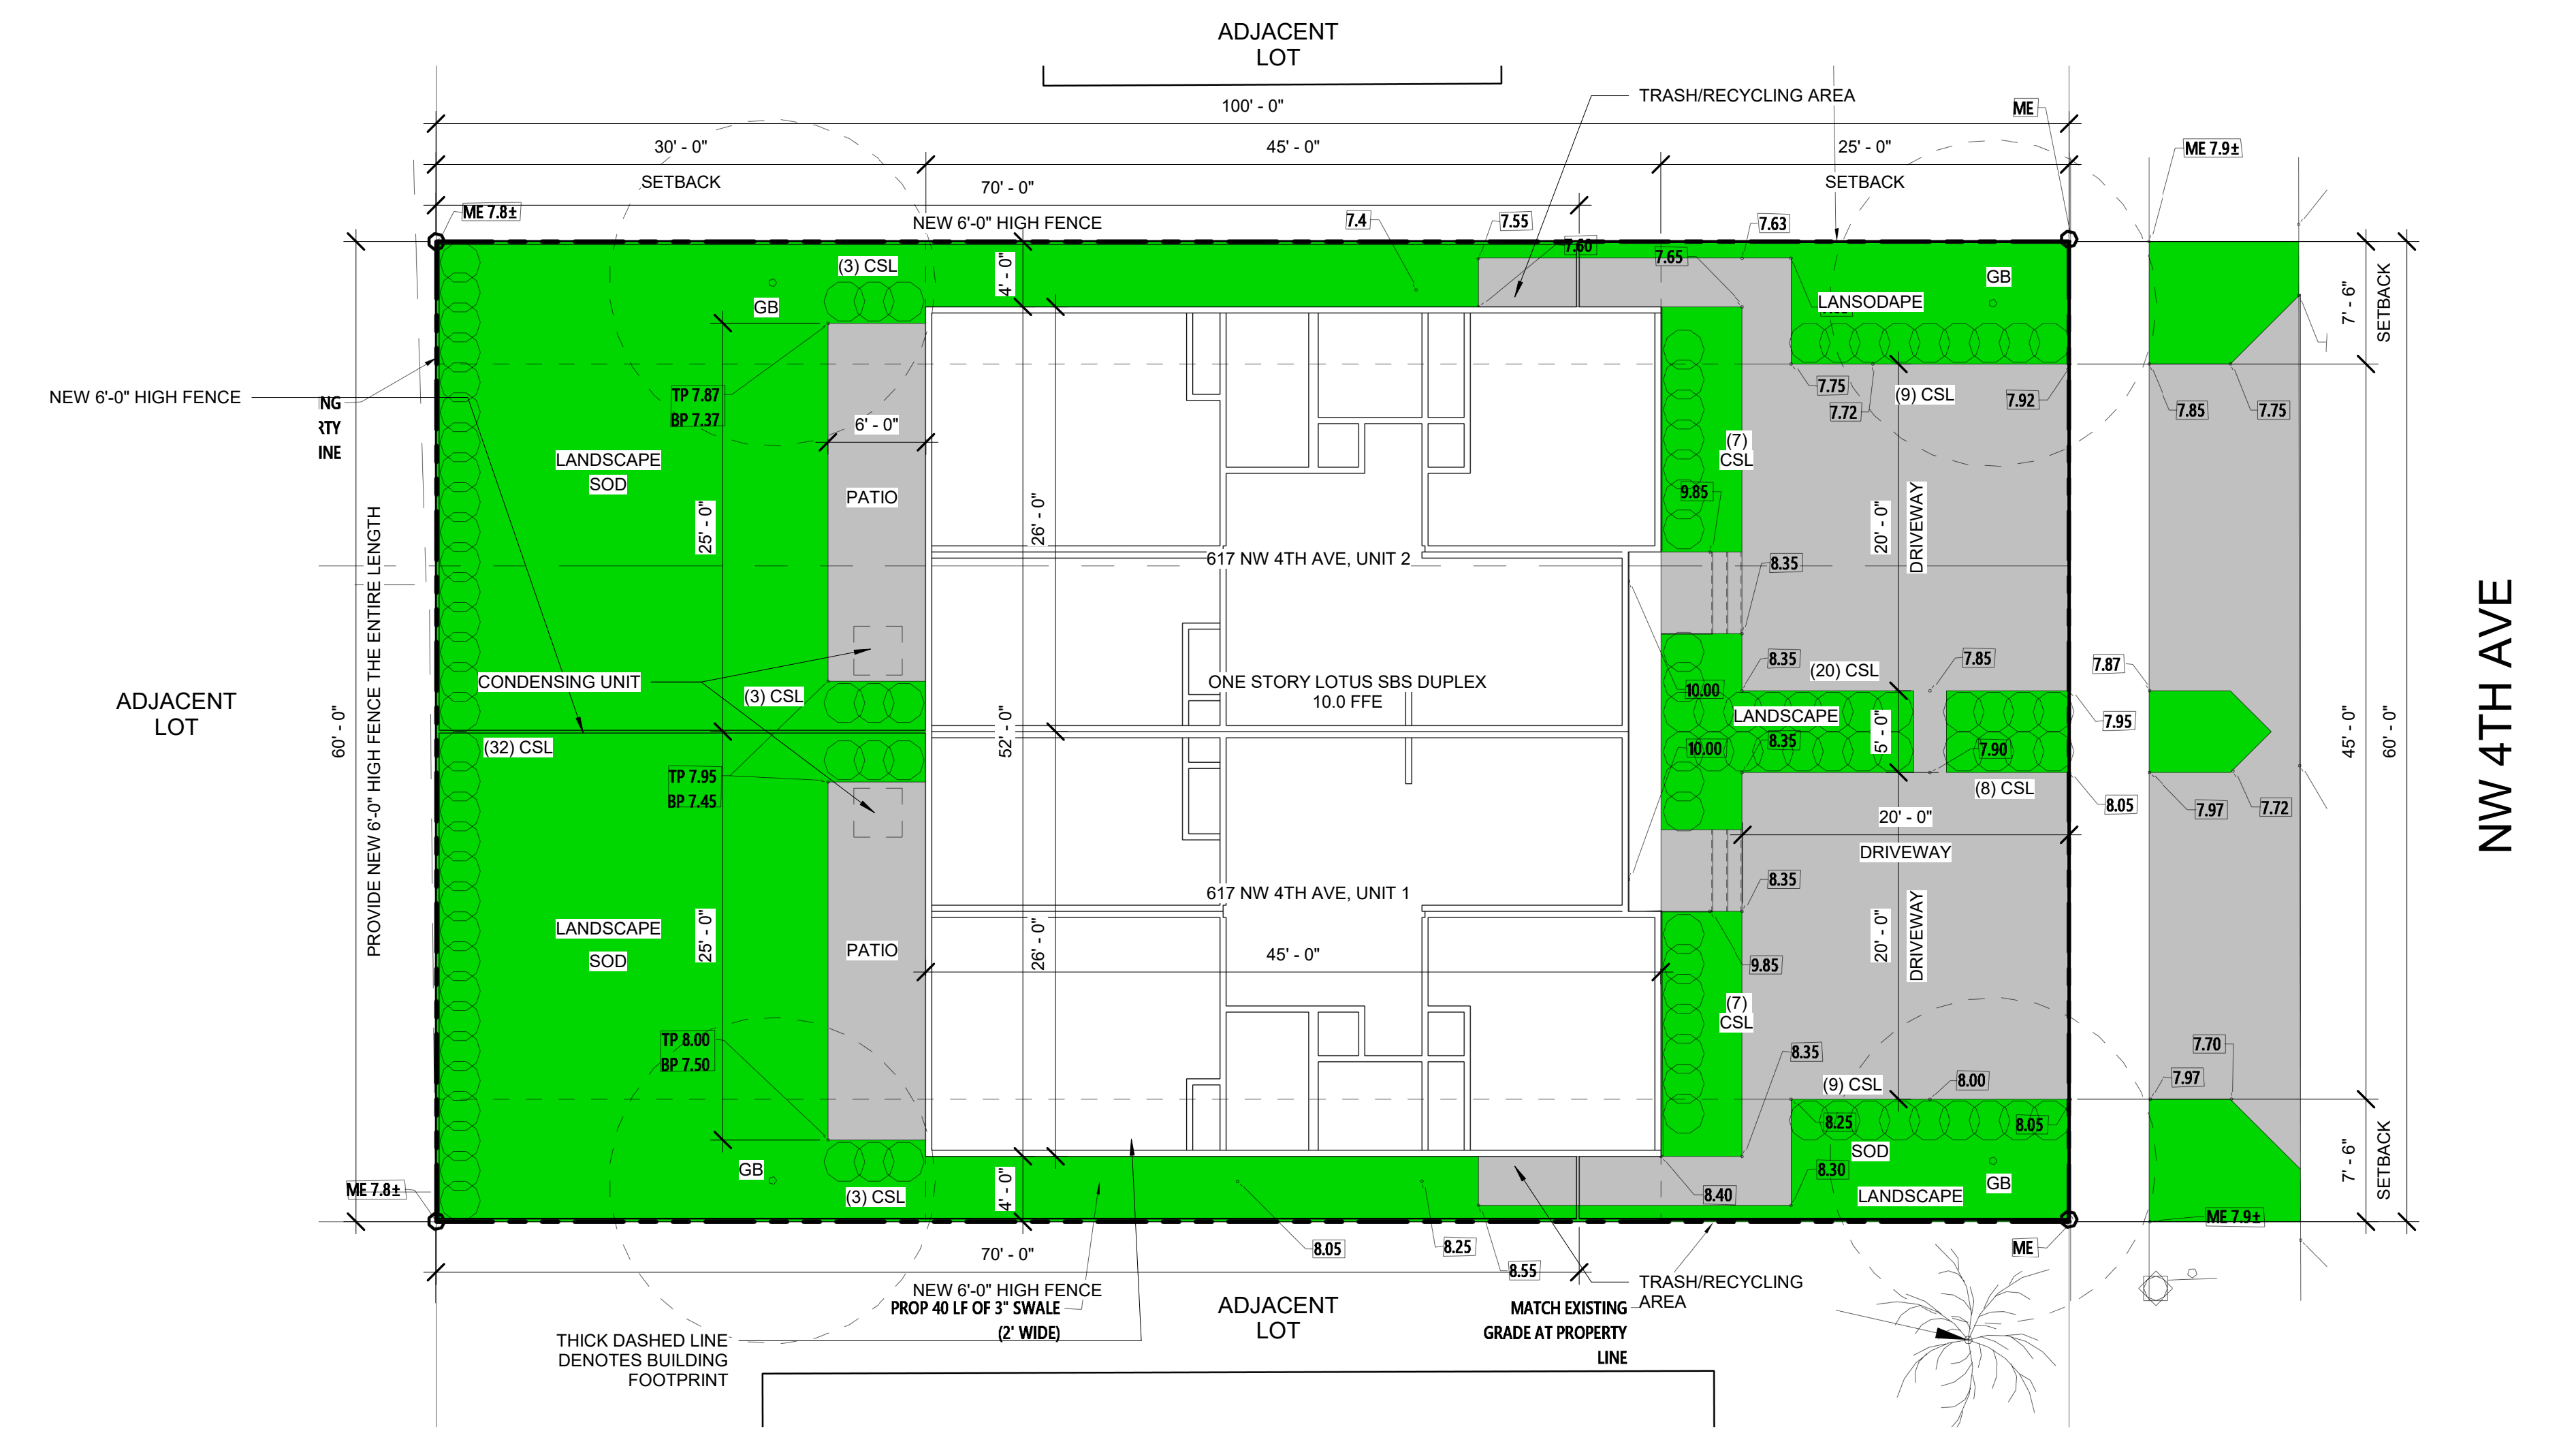 ADJACENT
LOT
TRASH/RECYCLING AREA
100' - 0"
ME
30' - 0"
45' - 0"
25' - 0"
ME 7.9±
SETBACK
70' - 0"
SETBACK
ME 7.8±
NEW 6'-0" HIGH FENCE
7.4
7.55
7.63
7.60
7.65
(3) CSL
4' - 0"
GB
GB
LANSODAPE
7' - 6"
SETBACK
NEW 6'-0" HIGH FENCE
NG
RTY
INE
TP 7.87
BP 7.37
6' - 0"
7.75
7.72
(9) CSL
7.92
7.85
7.75
(7)
CSL
LANDSCAPE
SOD
PATIO
9.85
25' - 0"
26' - 0"
20' - 0"
DRIVEWAY
617 NW 4TH AVE, UNIT 2
8.35
PROVIDE NEW 6'-0" HIGH FENCE THE ENTIRE LENGTH
NW 4TH AVE
8.35
(20) CSL
7.85
7.87
CONDENSING UNIT
(3) CSL
ONE STORY LOTUS SBS DUPLEX
10.0 FFE
10.00
ADJACENT
LOT
60' - 0"
52' - 0"
LANDSCAPE
5' - 0"
7.95
45' - 0"
60' - 0"
(32) CSL
10.00
8.35
7.90
TP 7.95
BP 7.45
(8) CSL
8.05
7.97
7.72
20' - 0"
DRIVEWAY
617 NW 4TH AVE, UNIT 1
8.35
LANDSCAPE
SOD
25' - 0"
PATIO
26' - 0"
45' - 0"
9.85
20' - 0"
DRIVEWAY
(7)
CSL
TP 8.00
BP 7.50
8.35
7.70
(9) CSL
8.00
7.97
8.25
8.05
SOD
GB
8.30
GB
ME 7.8±
(3) CSL
4' - 0"
8.40
LANDSCAPE
7' - 6"
SETBACK
ME 7.9±
70' - 0"
8.05
8.25
ME
8.55
NEW 6'-0" HIGH FENCE
TRASH/RECYCLING
AREA
PROP 40 LF OF 3" SWALE
(2' WIDE)
ADJACENT
LOT
MATCH EXISTING
GRADE AT PROPERTY
LINE
THICK DASHED LINE
DENOTES BUILDING
FOOTPRINT